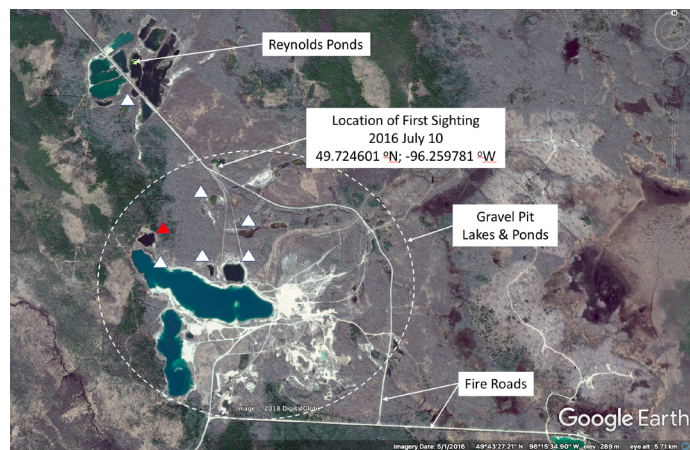 Reynolds Ponds
Location of First Sighting
2016 July 10
49.724601 ºN; -96.259781 ºW
Gravel Pit
Lakes & Ponds
Fire Roads
Image © 2018 DigitalGlobe
Google Earth
Imagery Date: 5/1/2016 49°43'27.21" N 96°15'34.90" W elev 289 m eye alt 5.71 km